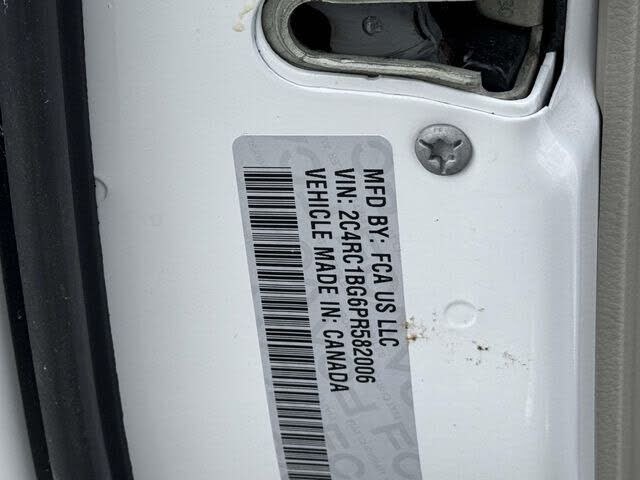 MFD BY: FCA US LLC
VIN: 2C4RC1BG6PR582006
VEHICLE MADE IN: CANADA